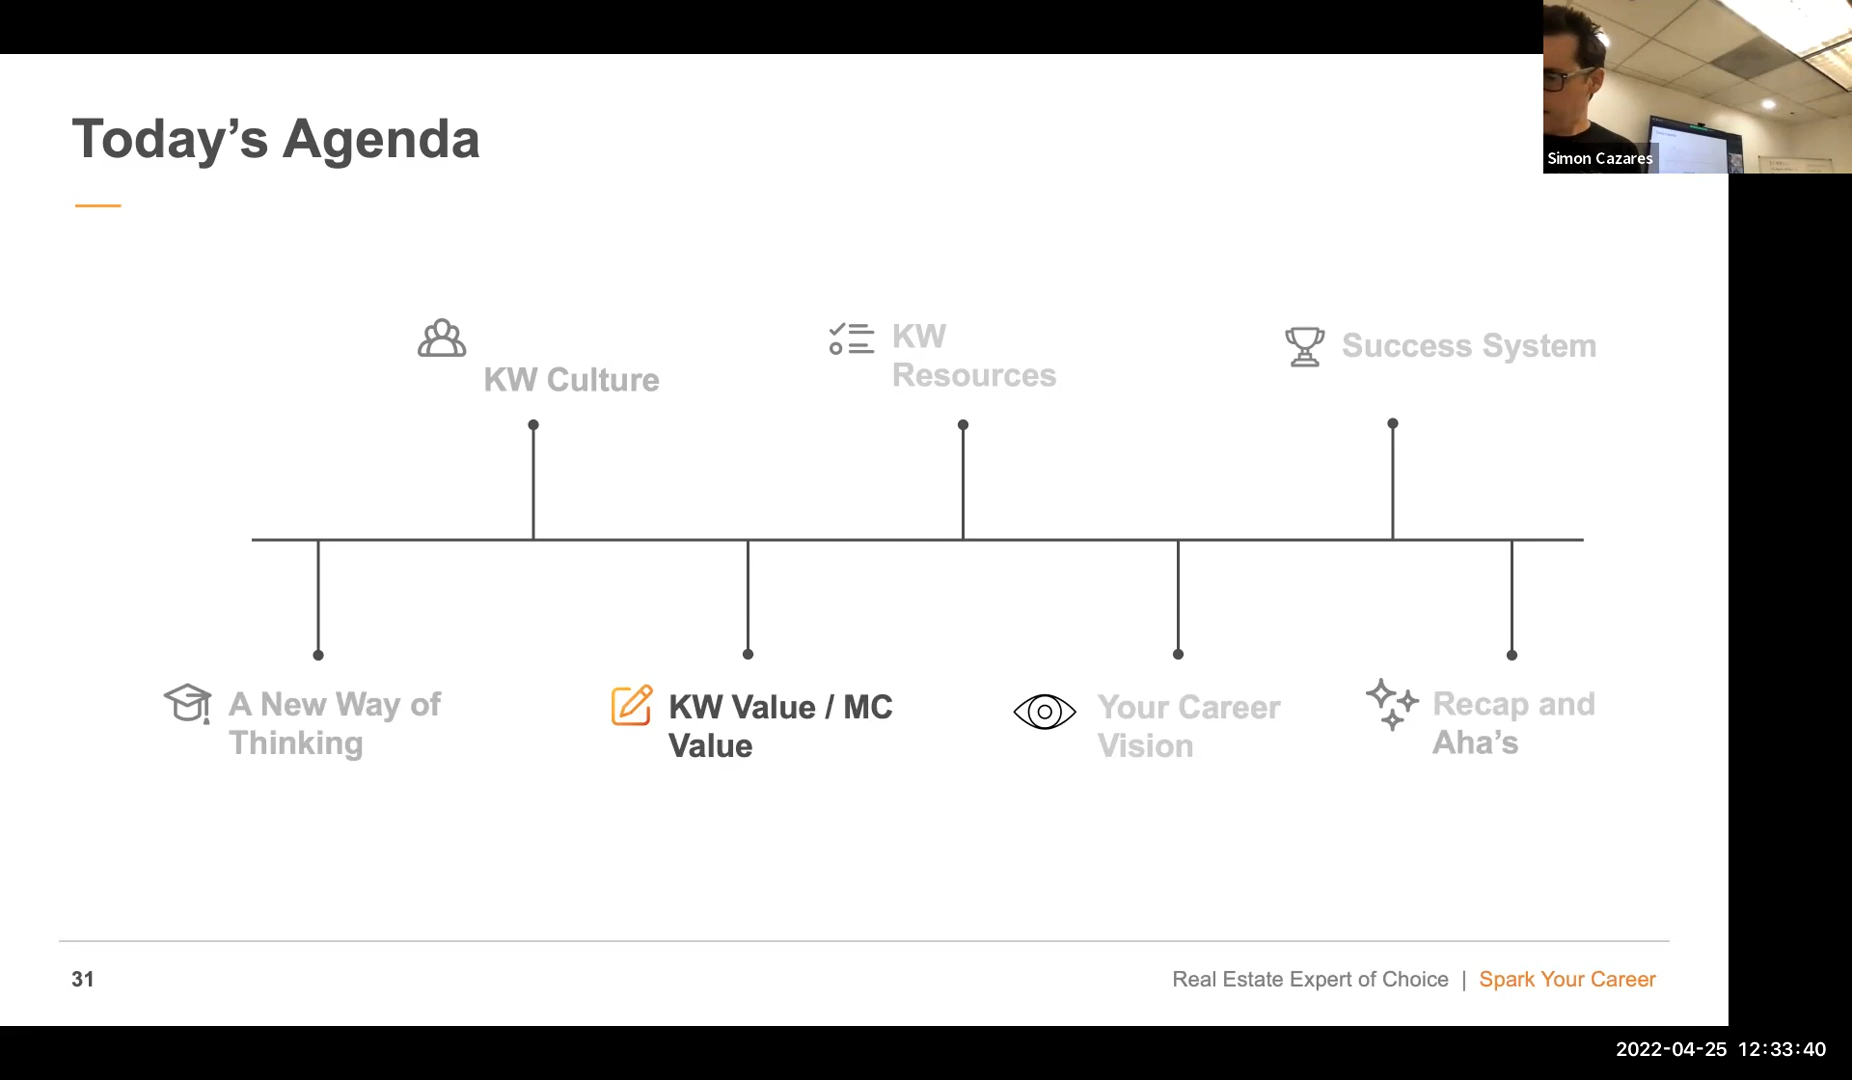 Today’s Agenda
Simon Cazares
KW Culture
KW
Resources
Success System
A New Way of
Thinking
KW Value / MC
Value
Your Career
Vision
Recap and
Aha’s
31
Real Estate Expert of Choice | Spark Your Career
2022-04-25 12:33:40